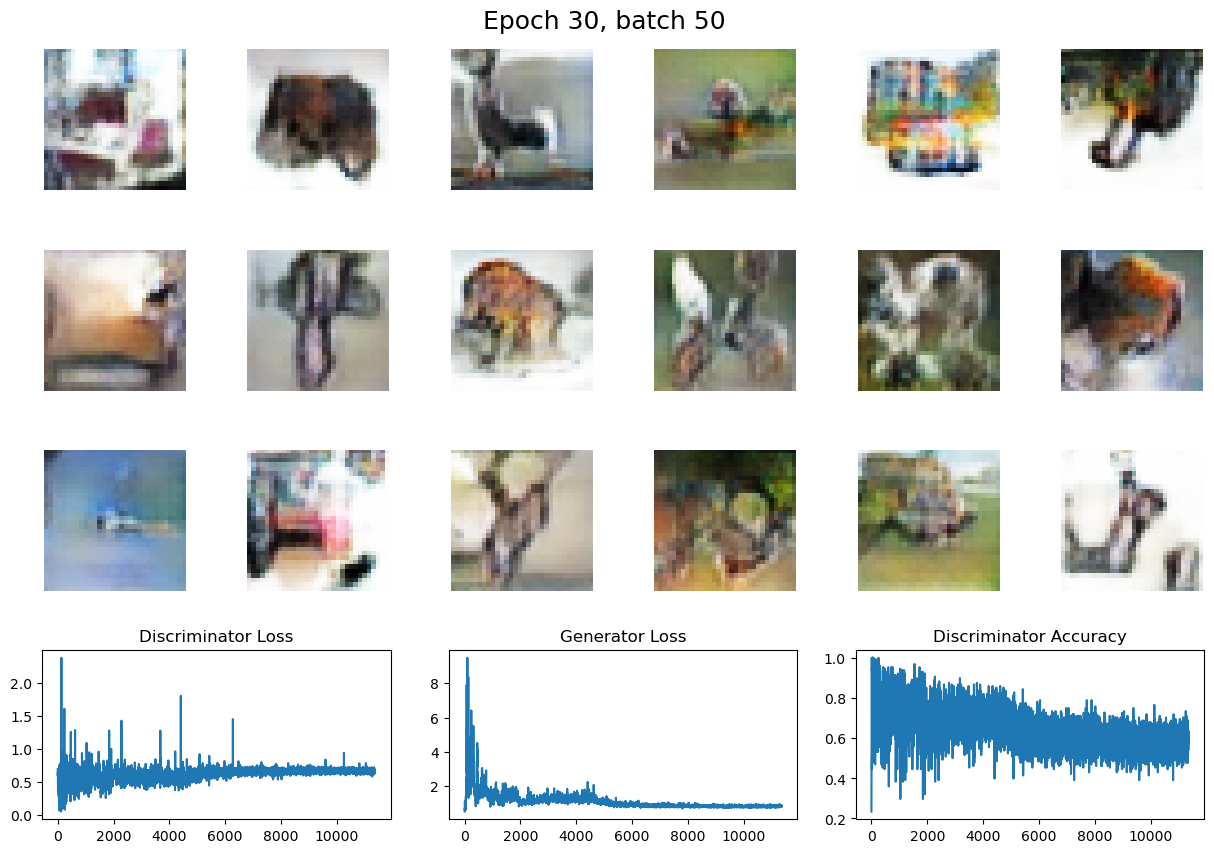 Epoch 30, batch 50
Discriminator Loss
Generator Loss
Discriminator Accuracy
2.0
1.5
1.0
0.5
0.0
0 2000 4000 6000 8000 10000
8
6
4
2
0 2000 4000 6000 8000 10000
1.0
0.8
0.6
0.4
0.2
0 2000 4000 6000 8000 10000